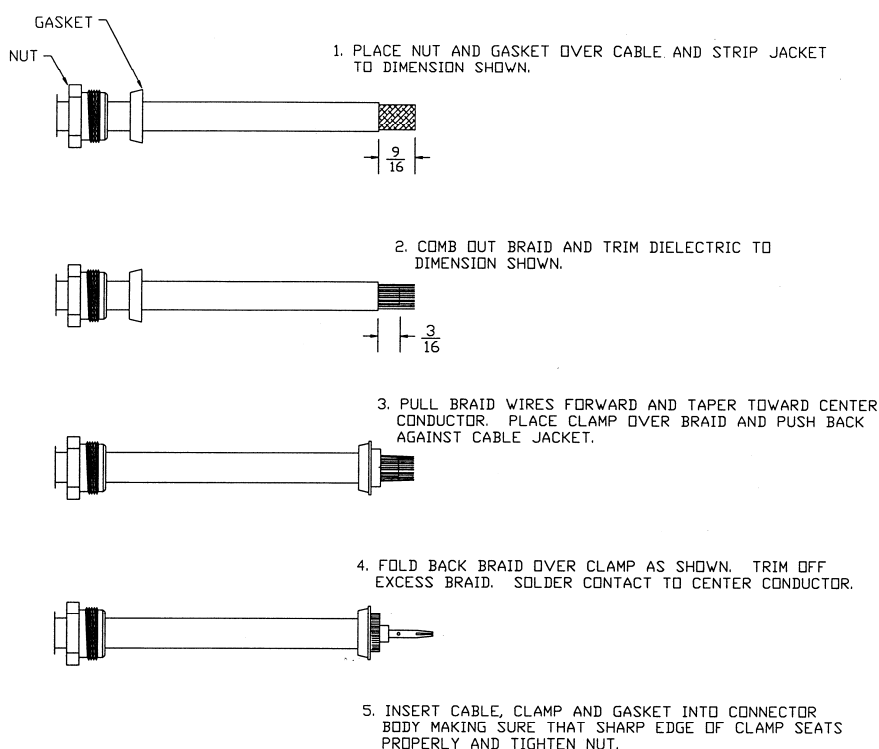 GASKET
NUT
1. PLACE NUT AND GASKET OVER CABLE AND STRIP JACKET
TO DIMENSION SHOWN.
9
16
2. COMB OUT BRAID AND TRIM DIELECTRIC TO
DIMENSION SHOWN.
3
16
3. PULL BRAID WIRES FORWARD AND TAPER TOWARD CENTER
CONDUCTOR. PLACE CLAMP OVER BRAID AND PUSH BACK
AGAINST CABLE JACKET.
4. FOLD BACK BRAID OVER CLAMP AS SHOWN. TRIM OFF
EXCESS BRAID. SOLDER CONTACT TO CENTER CONDUCTOR.
5. INSERT CABLE, CLAMP AND GASKET INTO CONNECTOR
BODY MAKING SURE THAT SHARP EDGE OF CLAMP SEATS
PROPERLY AND TIGHTEN NUT.